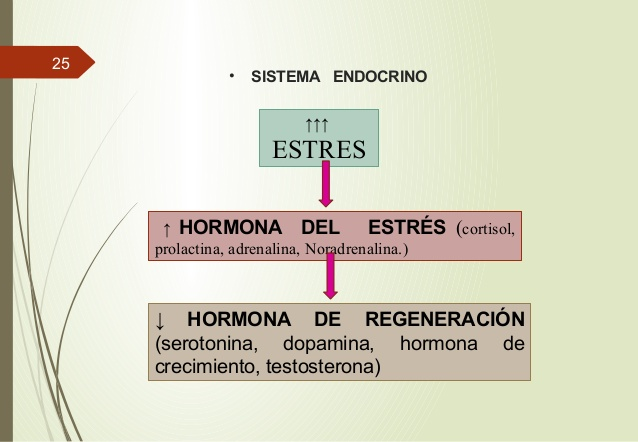 25
• SISTEMA ENDOCRINO
↑↑↑
ESTRES
↑ HORMONA DEL ESTRÉS (cortisol,
prolactina, adrenalina, Noradrenalina.)
↓ HORMONA DE REGENERACIÓN
(serotonina, dopamina, hormona de
crecimiento, testosterona)